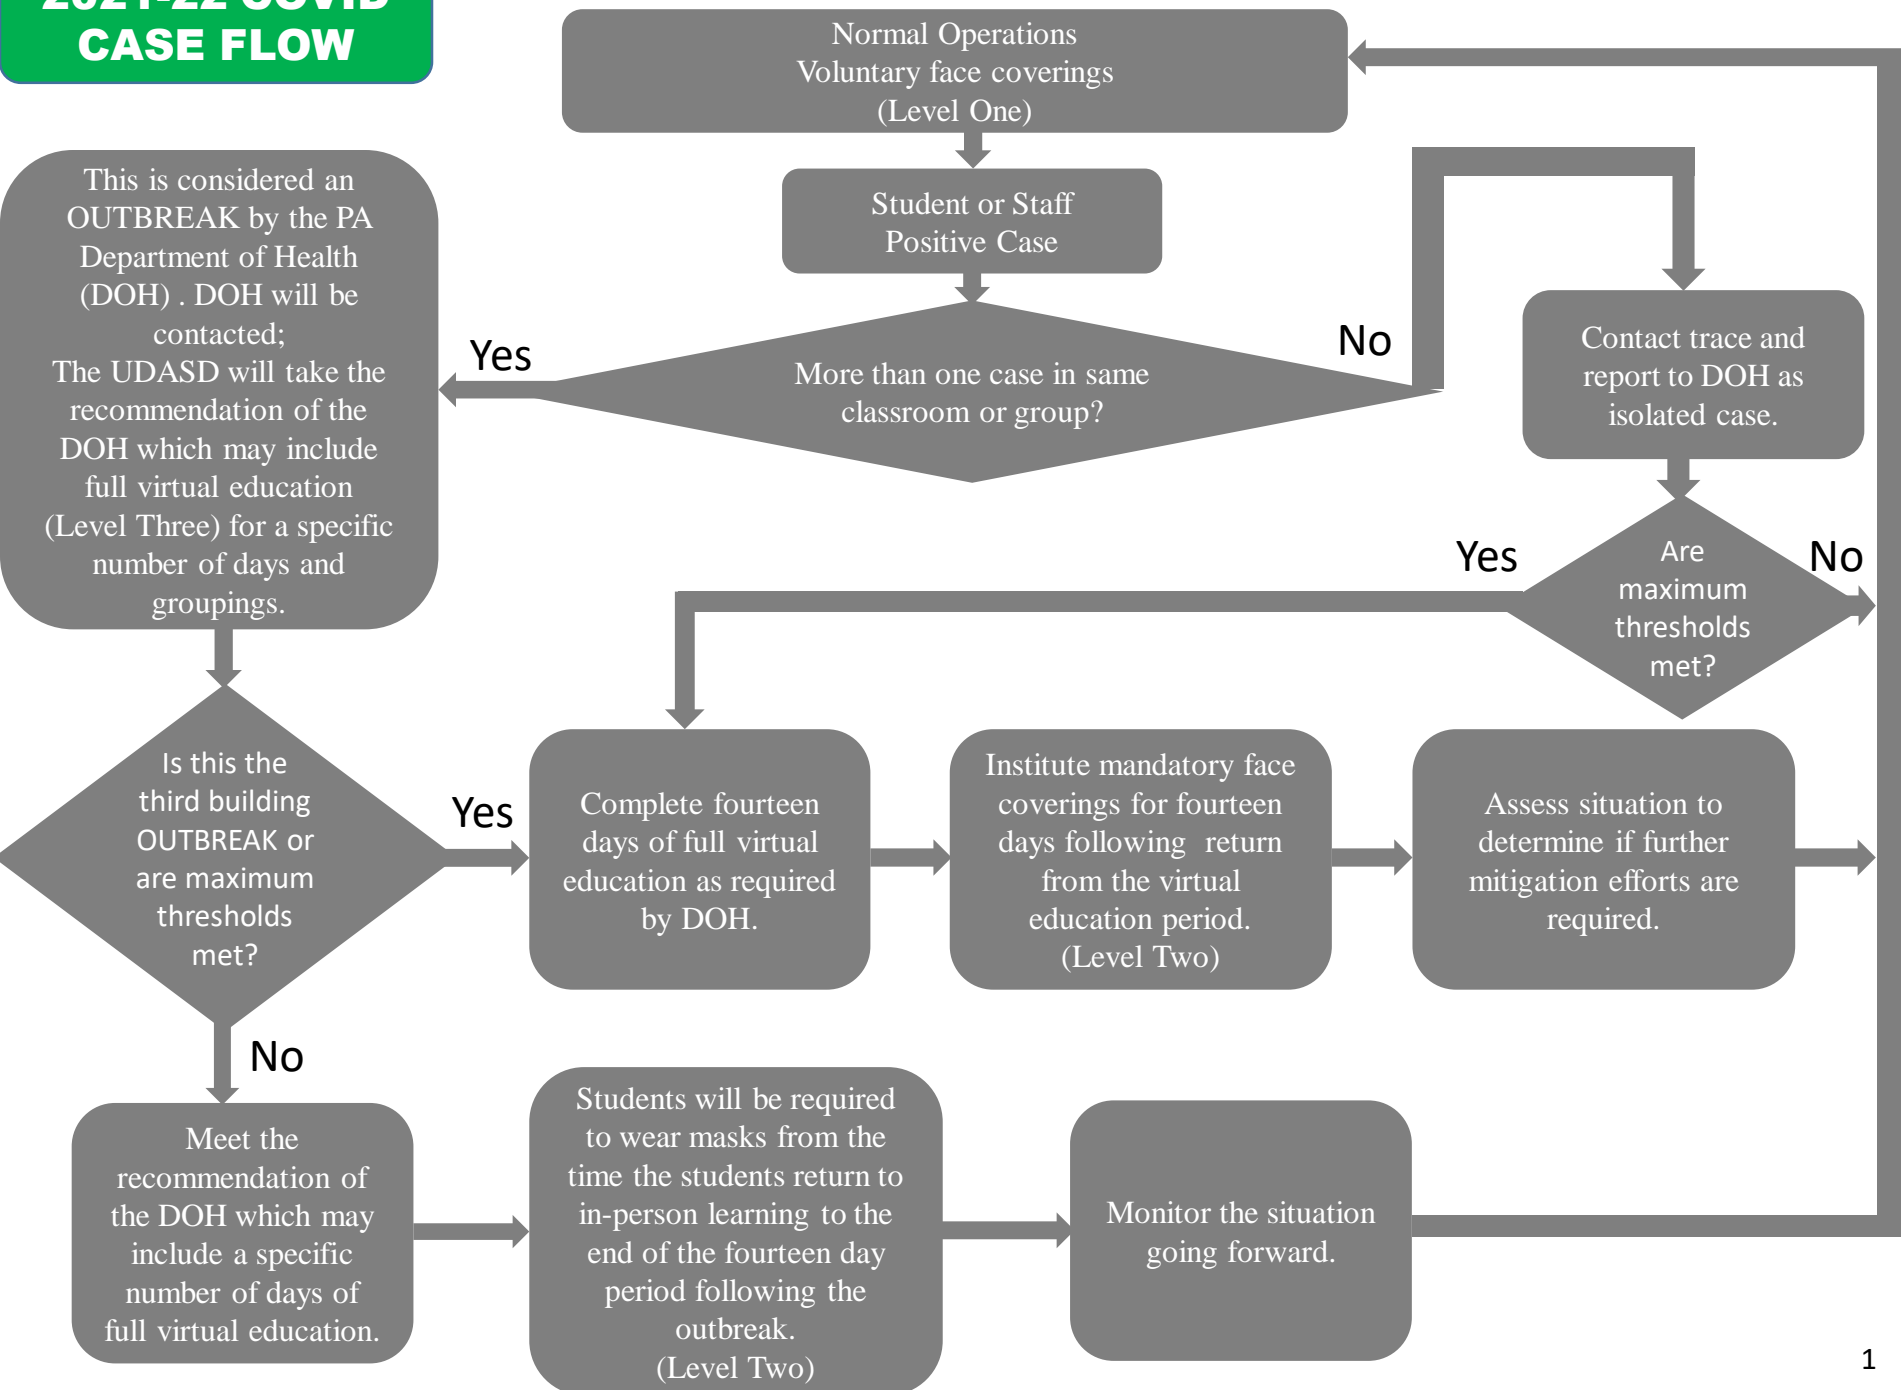 2021-22 COVID
CASE FLOW
Normal Operations
Voluntary face coverings
(Level One)
Student or Staff
Positive Case
More than one case in same
classroom or group?
Yes
No
This is considered an
OUTBREAK by the PA
Department of Health
(DOH) . DOH will be
contacted;
The UDASD will take the
recommendation of the
DOH which may include
full virtual education
(Level Three) for a specific
number of days and
groupings.
Contact trace and
report to DOH as
isolated case.
Are
maximum
thresholds
met?
Yes
No
Is this the
third building
OUTBREAK or
are maximum
thresholds
met?
Yes
No
Complete fourteen
days of full virtual
education as required
by DOH.
Institute mandatory face
coverings for fourteen
days following return
from the virtual
education period.
(Level Two)
Assess situation to
determine if further
mitigation efforts are
required.
Meet the
recommendation of
the DOH which may
include a specific
number of days of
full virtual education.
Students will be required
to wear masks from the
time the students return to
in-person learning to the
end of the fourteen day
period following the
outbreak.
(Level Two)
Monitor the situation
going forward.
1